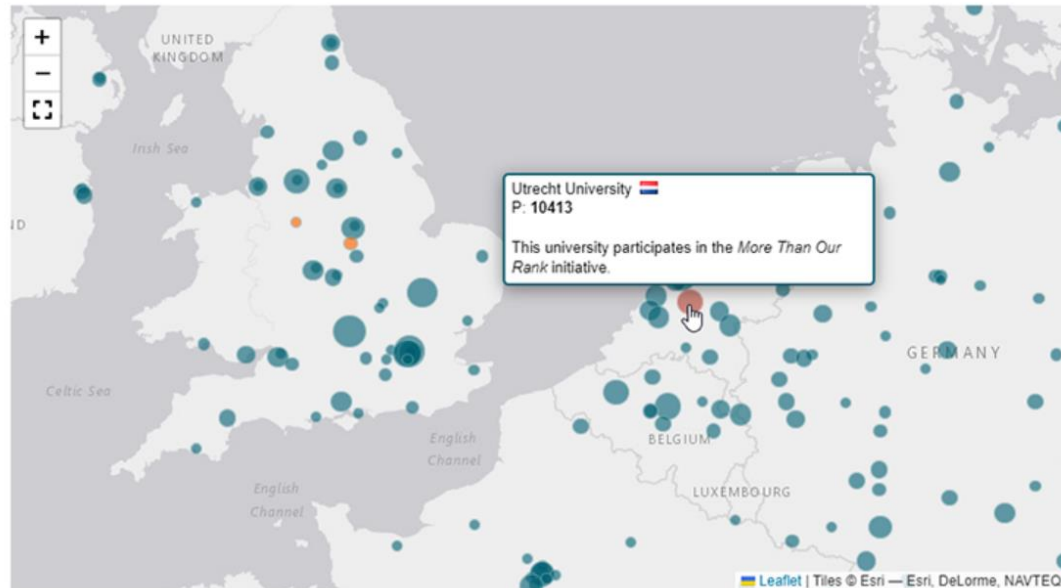 +
−
UNITED
KINGDOM
Irish Sea
ND
Utrecht University
P: 10413
This university participates in the More Than Our
Rank initiative.
GERMANY
Celtic Sea
English
Channel
BELGIUM
English
Channel
LUXEMBOURG
Leaflet | Tiles © Esri — Esri, DeLorme, NAVTEQ